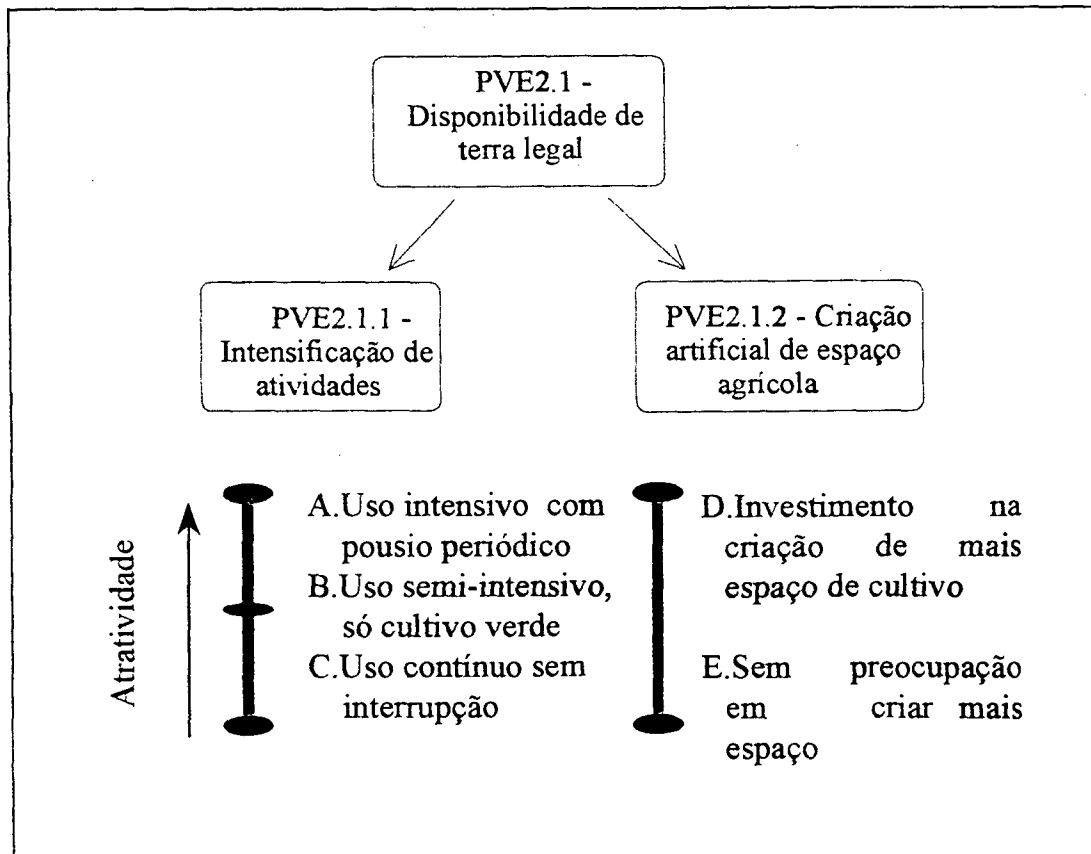 PVE2.1 -
Disponibilidade de
terra legal
PVE2.1.1 -
Intensificação de
atividades
PVE2.1.2 - Criação
artificial de espaço
agrícola
Atratividade
A.Uso intensivo com
pousio periódico
B.Uso semi-intensivo,
só cultivo verde
C.Uso contínuo sem
interrupção
D.Investimento na
criação de mais
espaço de cultivo
E.Sem preocupação
em criar mais
espaço